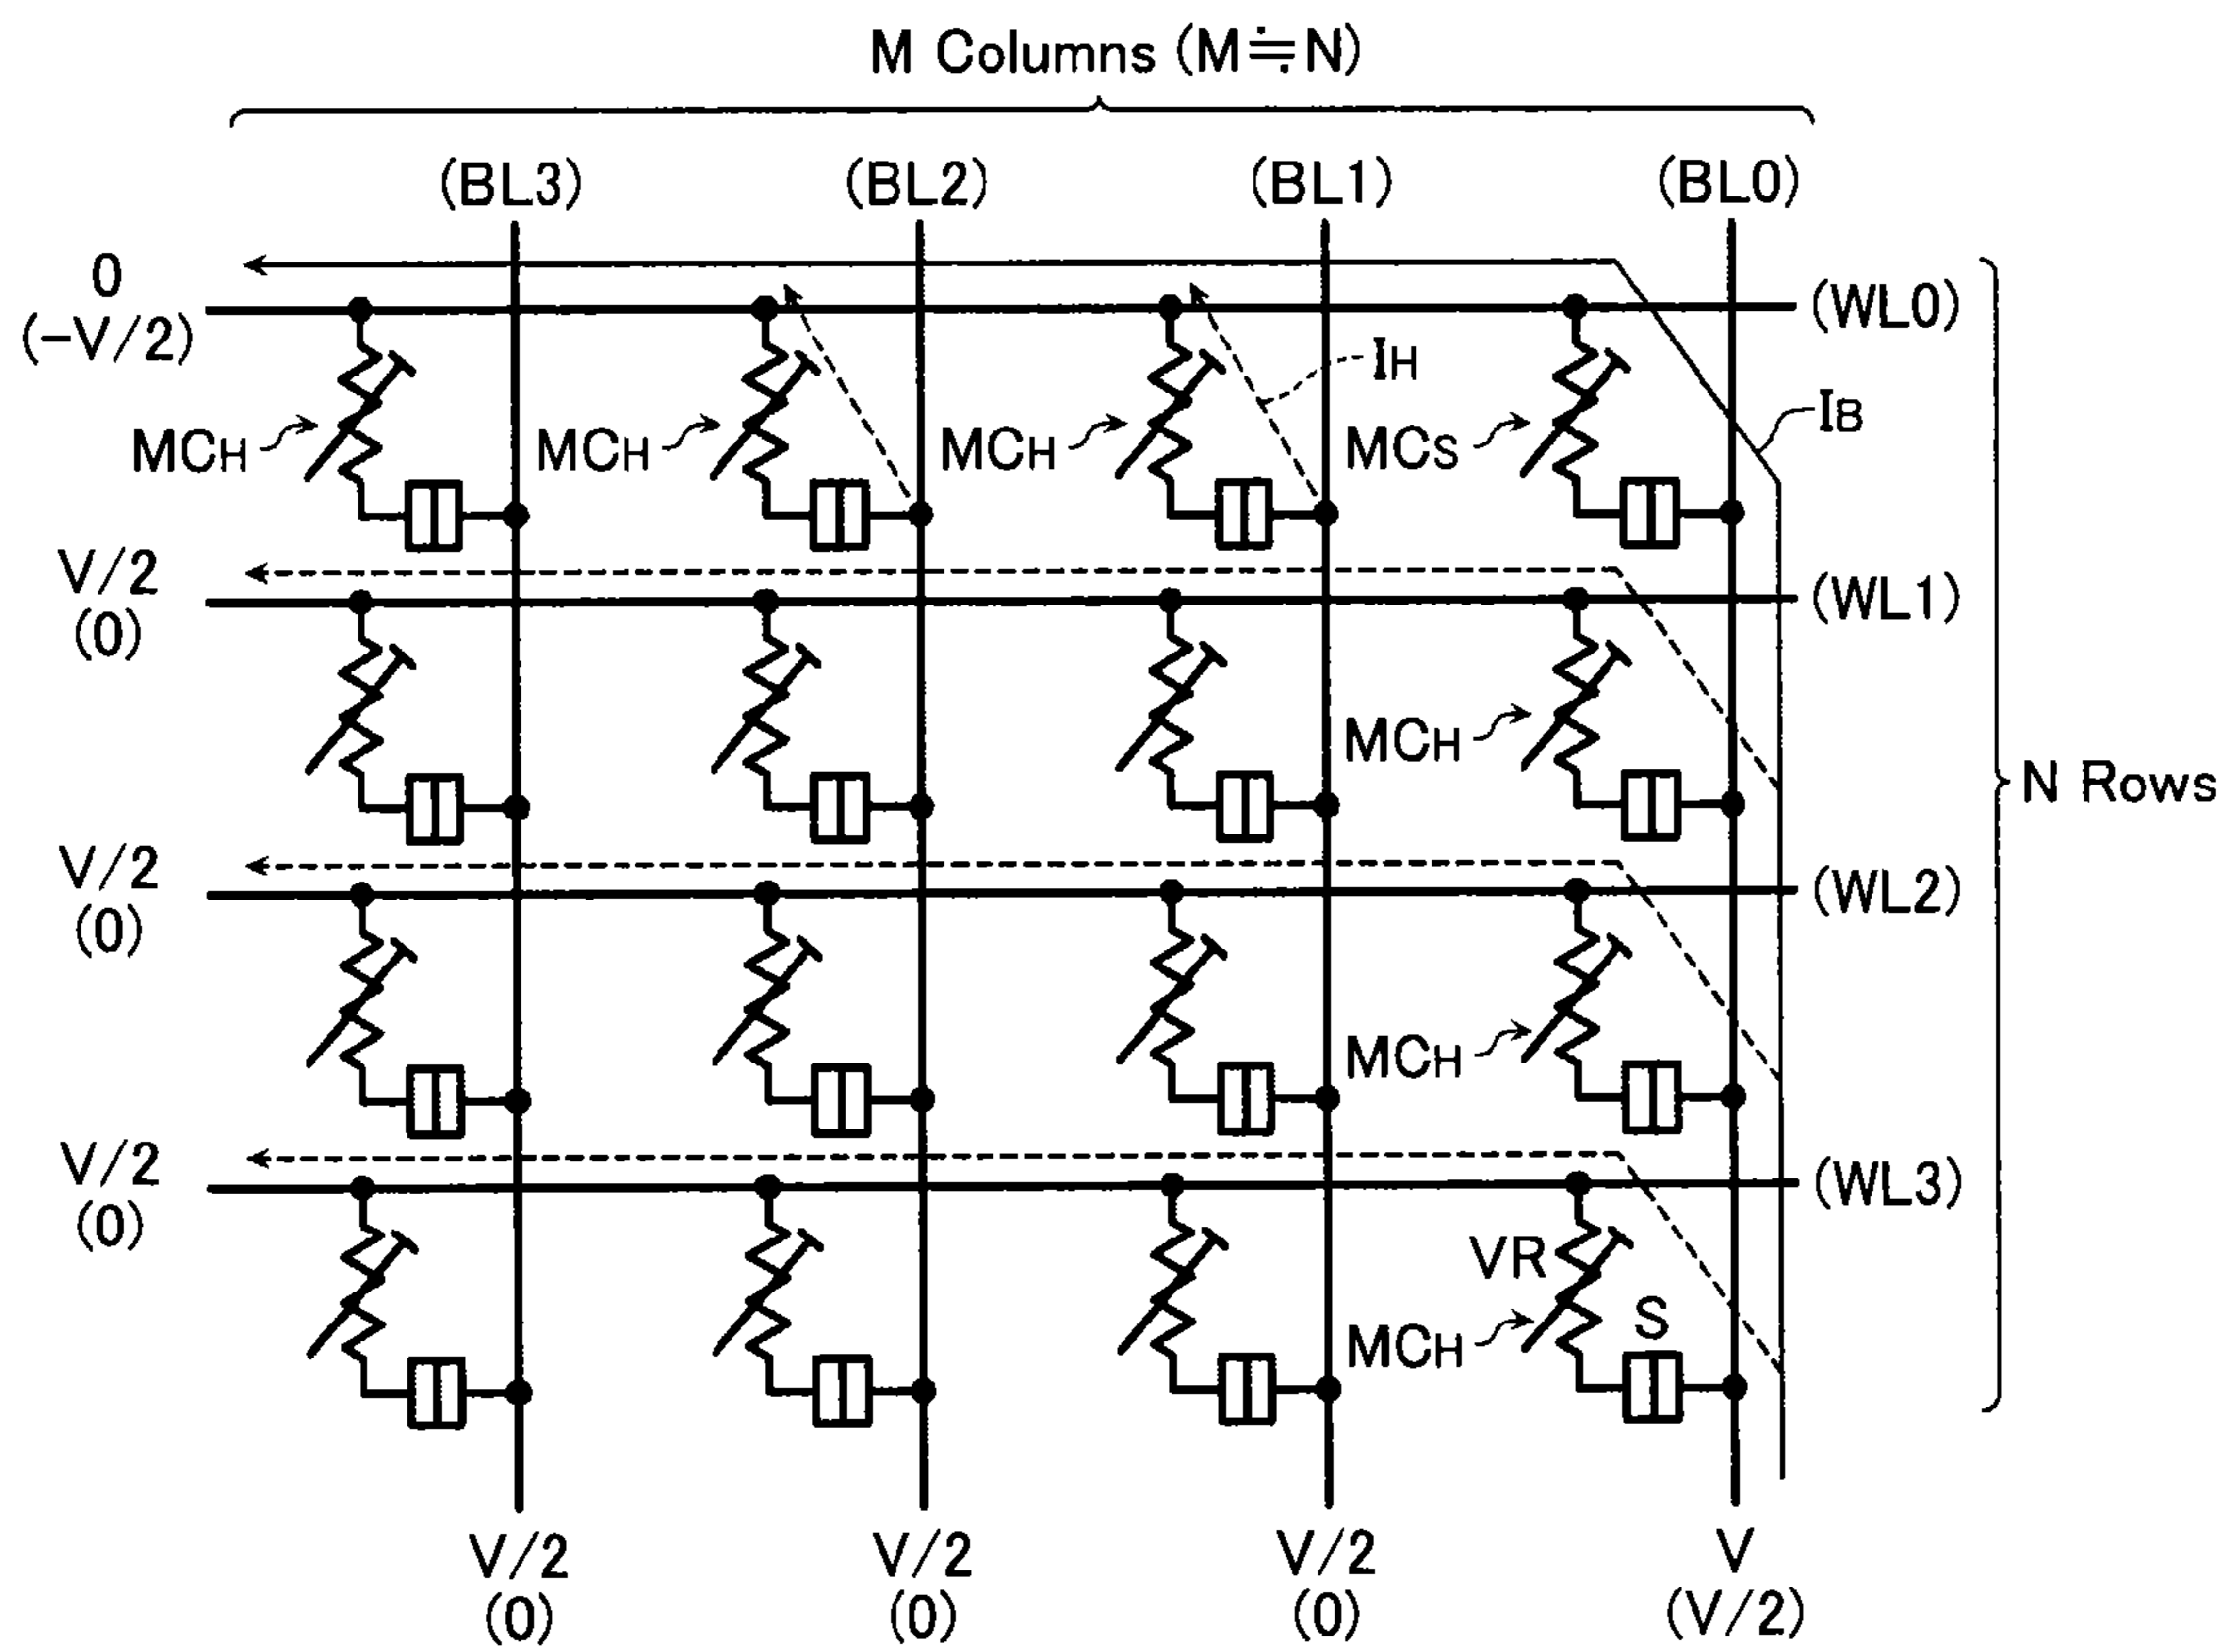 M Columns (M≒N)
(BL3) (BL2) (BL1) (BL0)
0
(-V/2)
(WL0)
IH
IB
MCH MCH MCH MCS
V/2
(0)
(WL1)
MCH
N Rows
V/2
(0)
(WL2)
MCH
V/2
(0)
(WL3)
VR
S
MCH
V/2 V/2 V/2 V
(0) (0) (0) (V/2)